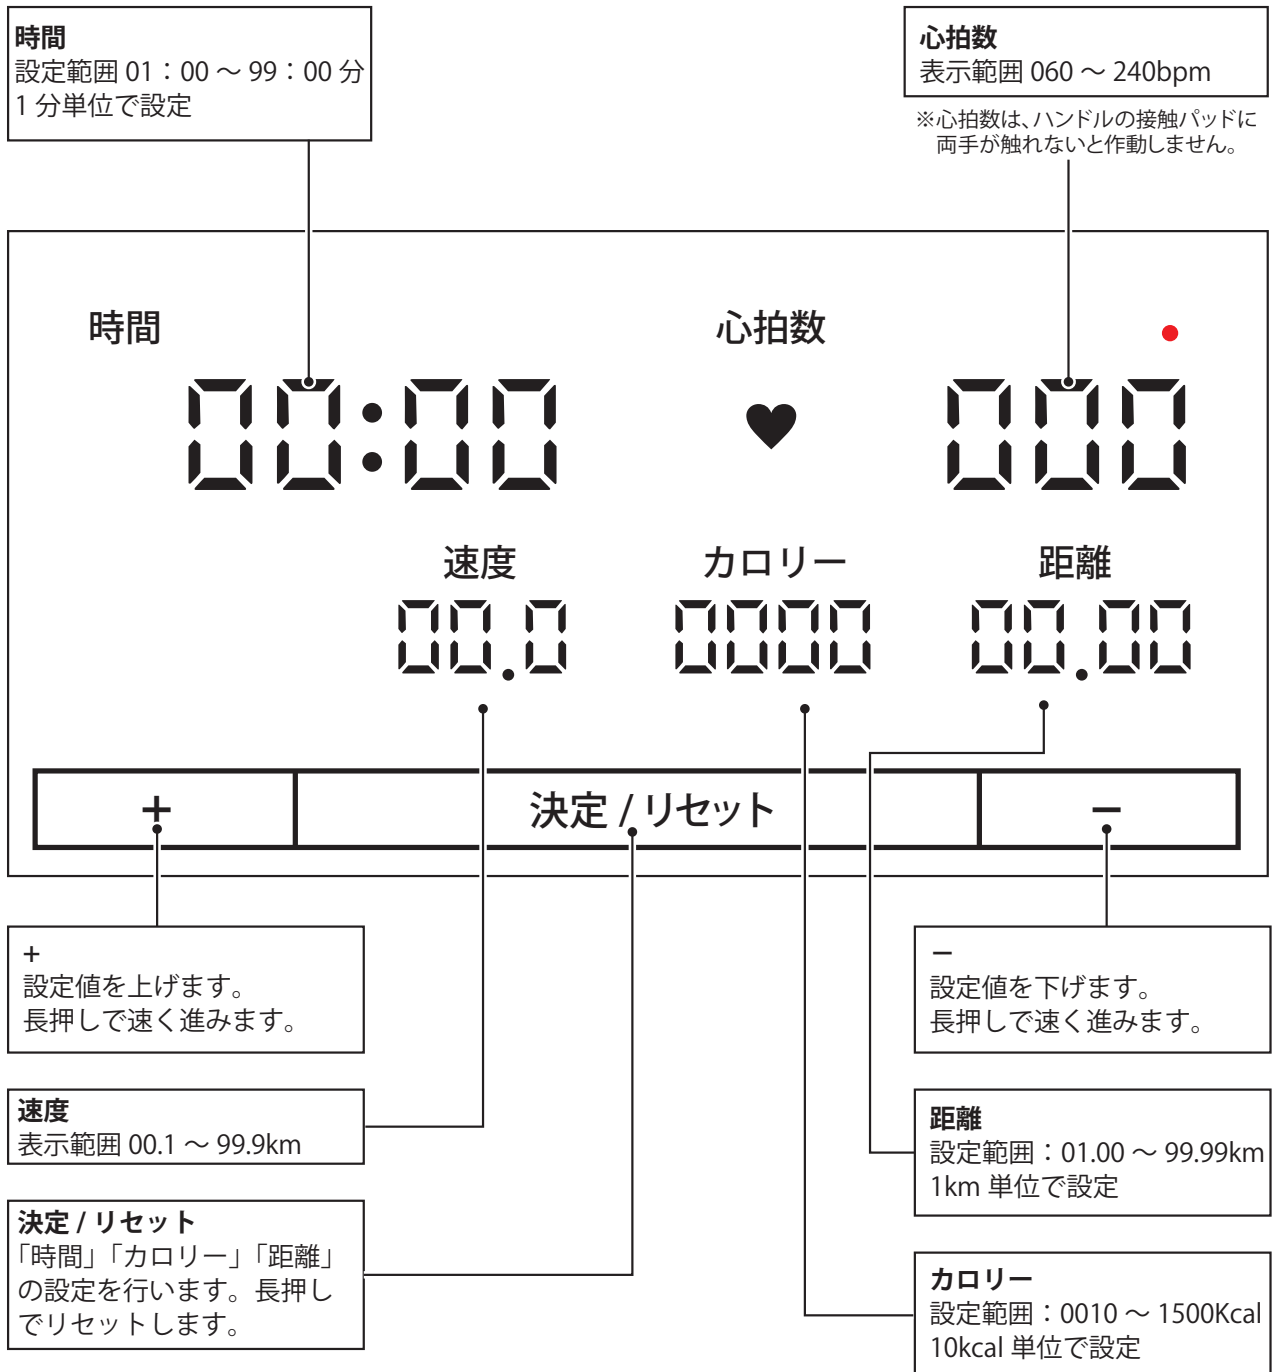 時間
設定範囲 01：00 ～ 99：00 分
1 分単位で設定
心拍数
表示範囲 060 ～ 240bpm
※心拍数は、ハンドルの接触パッドに
両手が触れないと作動しません。
時間
心拍数
00:00
♥
000
速度
カロリー
距離
00.0
0000
00.00
+
決定 / リセット
−
+
設定値を上げます。
長押しで速く進みます。
−
設定値を下げます。
長押しで速く進みます。
速度
表示範囲 00.1 ～ 99.9km
距離
設定範囲：01.00 ～ 99.99km
1km 単位で設定
決定 / リセット
「時間」「カロリー」「距離」
の設定を行います。長押し
でリセットします。
カロリー
設定範囲：0010 ～ 1500Kcal
10kcal 単位で設定